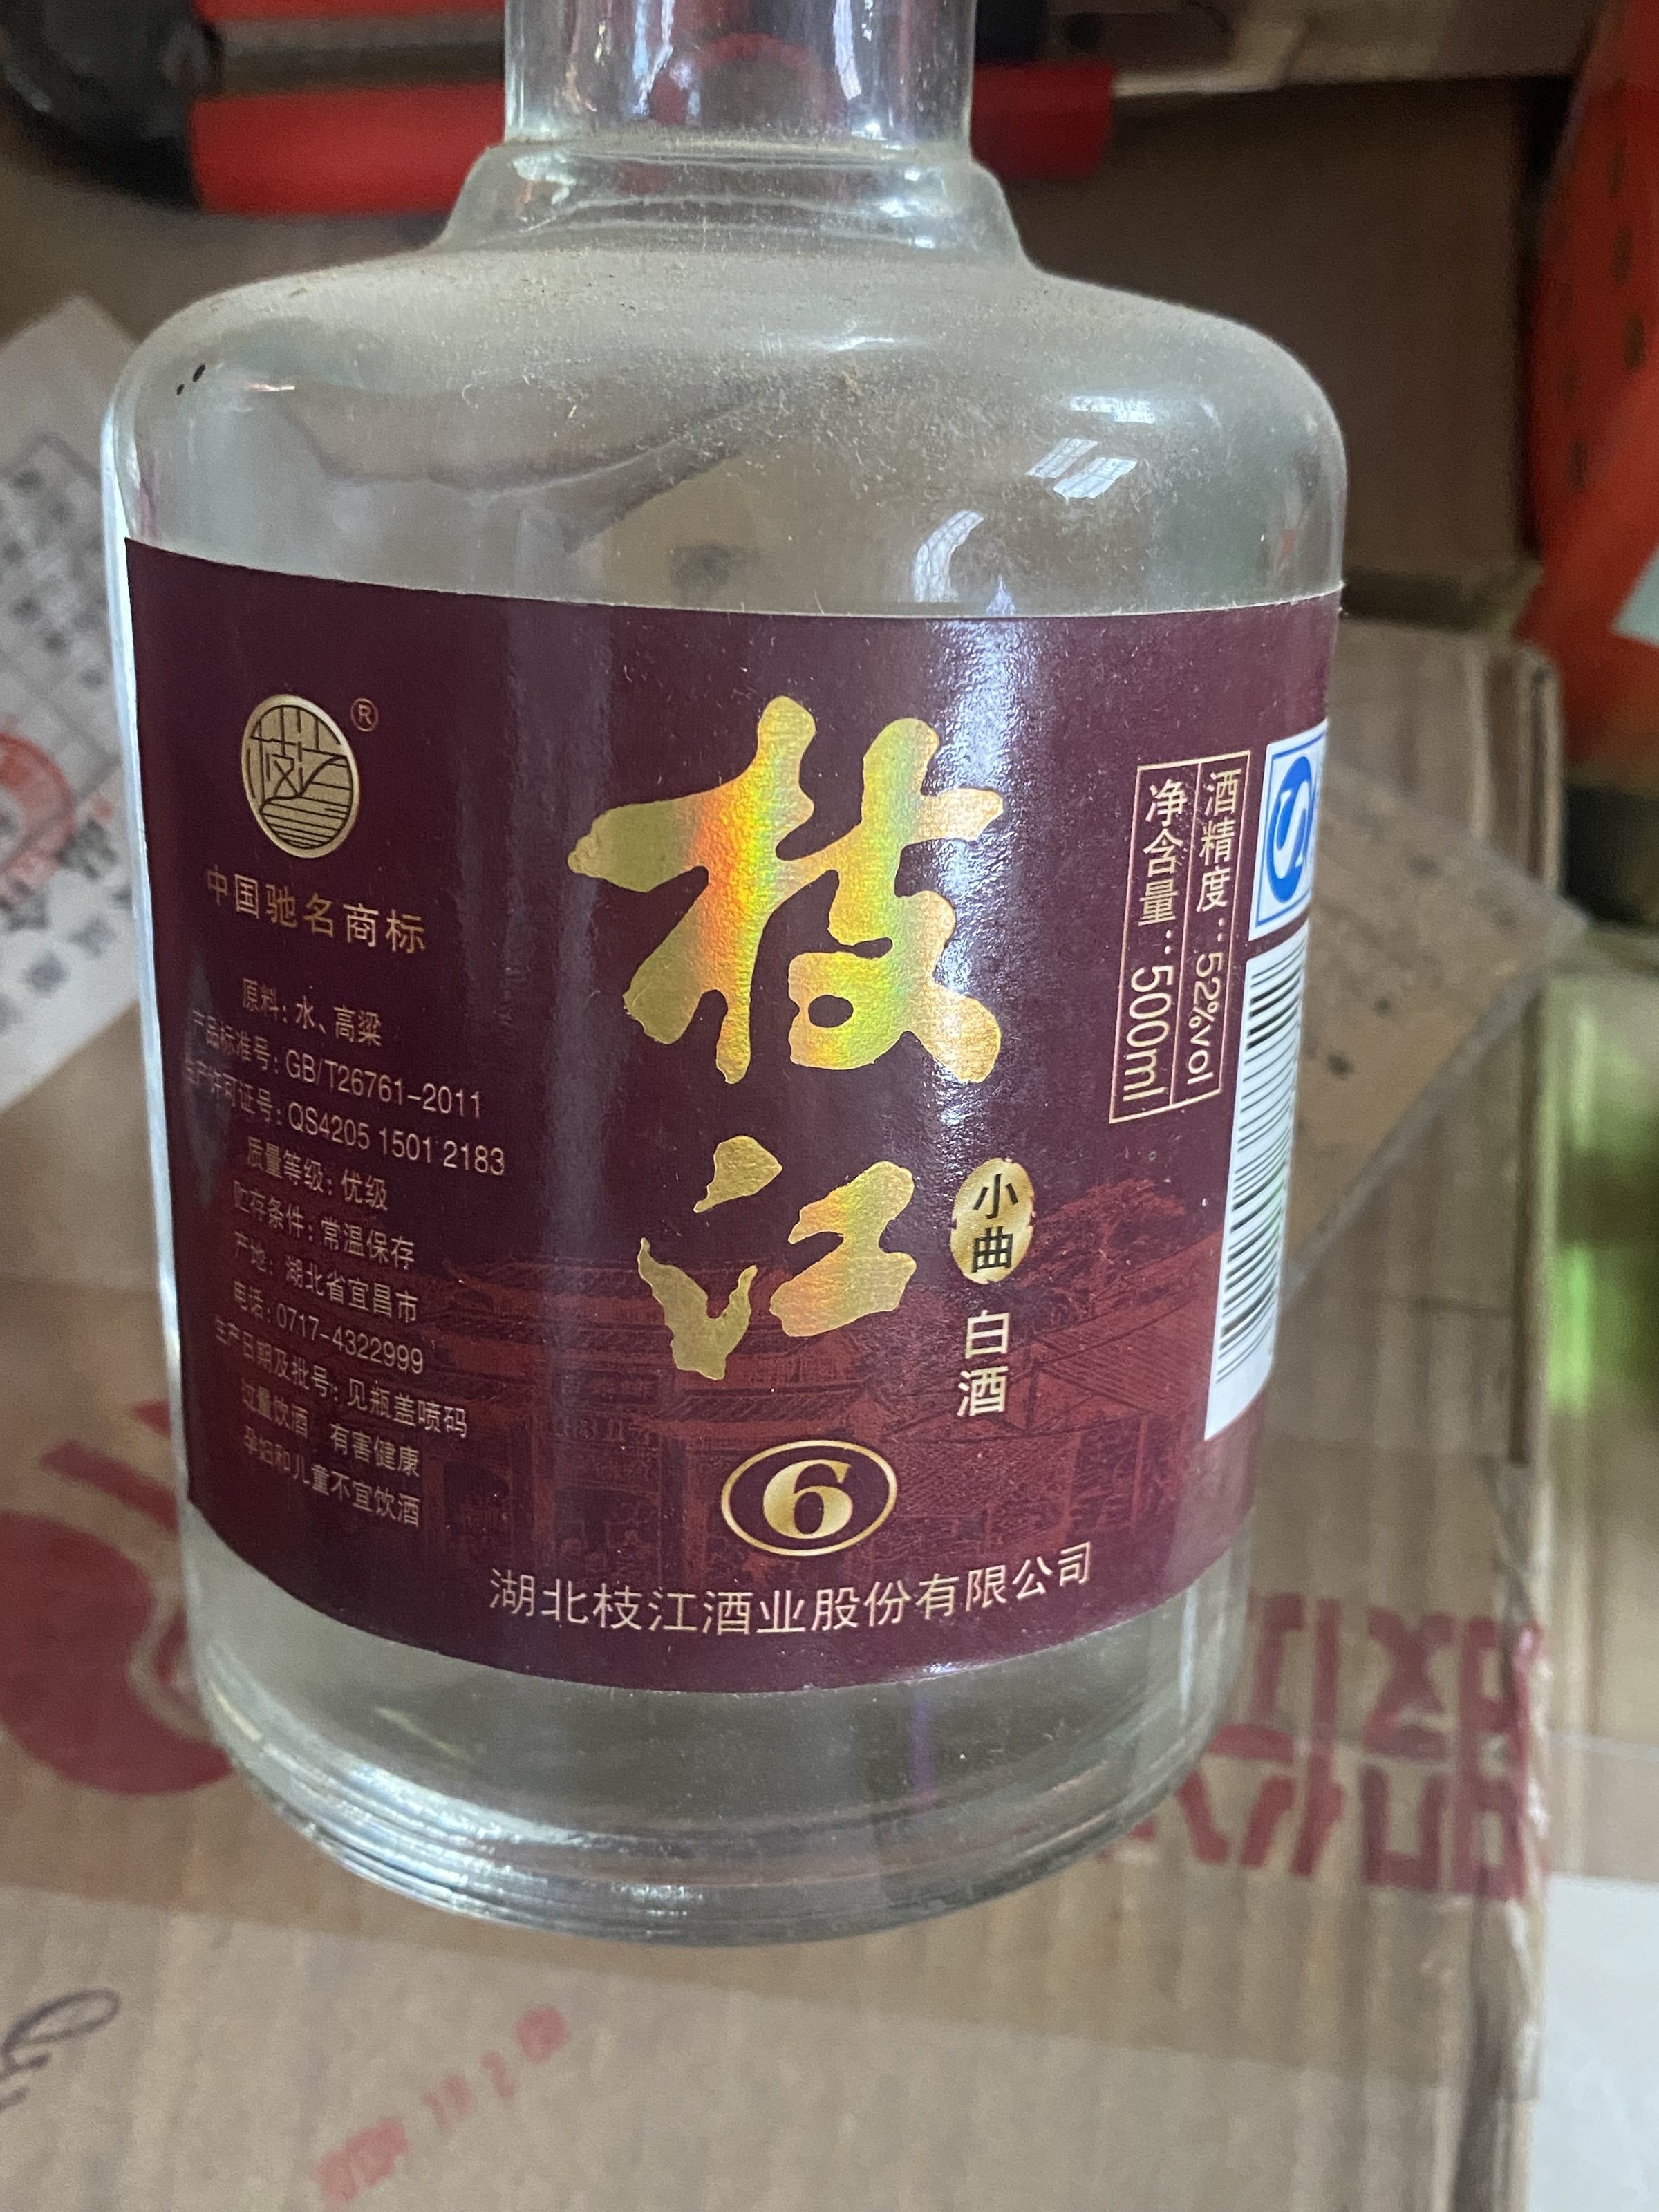 枝江
®
中国驰名商标
原料：水、高粱
产品标准号：GB/T26761-2011
生产许可证号：QS4205 1501 2183
质量等级：优级
贮存条件：常温保存
产地：湖北省宜昌市
电话：0717-4322999
生产日期及批号：见瓶盖喷码
过量饮酒 有害健康
孕妇和儿童不宜饮酒
枝江
小曲
白酒
6
湖北枝江酒业股份有限公司
酒精度：52%vol
净含量：500ml